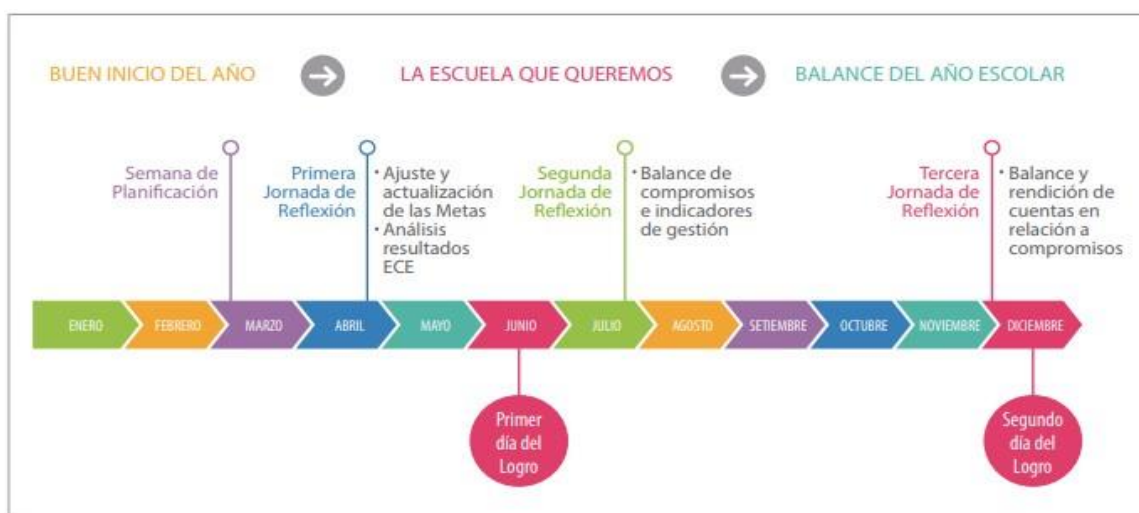 BUEN INICIO DEL AÑO
LA ESCUELA QUE QUEREMOS
BALANCE DEL AÑO ESCOLAR
Semana de
Planificación
Primera
Jornada de
Reflexión
· Ajuste y
actualización
de las Metas
· Análisis
resultados
ECE
Segunda
Jornada de
Reflexión
· Balance de
compromisos
e indicadores
de gestión
Tercera
Jornada de
Reflexión
· Balance y
rendición de
cuentas en
relación a
compromisos
ENERO
FEBRERO
MARZO
ABRIL
MAYO
JUNIO
JULIO
AGOSTO
SETIEMBRE
OCTUBRE
NOVIEMBRE
DICIEMBRE
Primer
día del
Logro
Segundo
día del
Logro